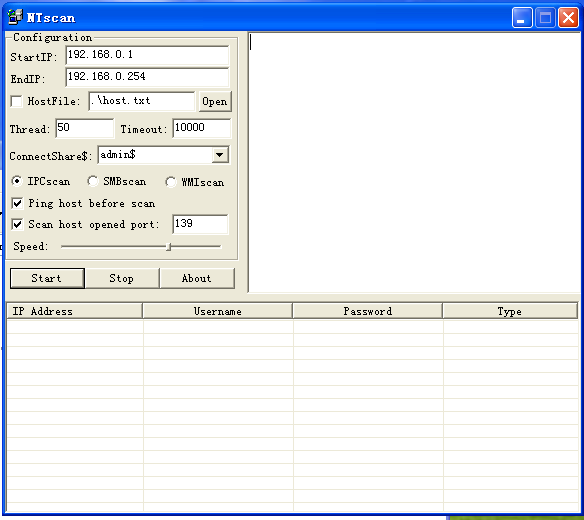 NTscan
Configuration
StartIP: 192.168.0.1
EndIP: 192.168.0.254
HostFile: .\host.txt Open
Thread: 50 Timeout: 10000
ConnectShare$: admin$
IPCscan SMBscan WMIscan
Ping host before scan
Scan host opened port: 139
Speed:
Start Stop About
IP Address Username Password Type